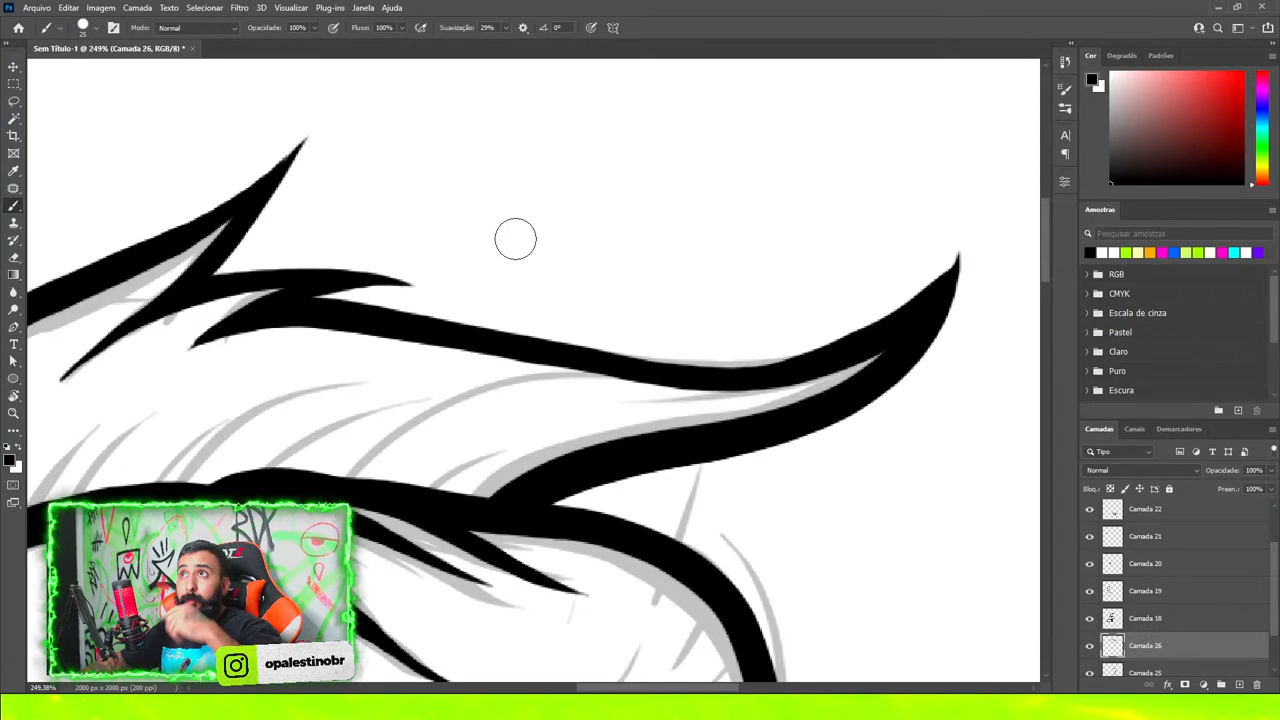 Ps Arquivo Editar Imagem Camada Texto Selecionar Filtro 3D Visualizar Plug-ins Janela Ajuda
25 Modo: Normal Opacidade: 100% Fluxo: 100% Suavização: 29% 0°
Sem Título-1 @ 249% (Camada 26, RGB/8) * ×
Cor Degradês Padrões
Amostras
Pesquisar amostras
RGB
CMYK
Escala de cinza
Pastel
Claro
Puro
Escura
Camadas Canais Demarcadores
Tipo
Normal Opacidade: 100%
Bloq.: Preen.: 100%
Camada 22
Camada 21
Camada 20
Camada 19
Camada 18
Camada 26
Camada 25
opalestinobr
249,38% 2000 px x 2000 px (200 ppi)